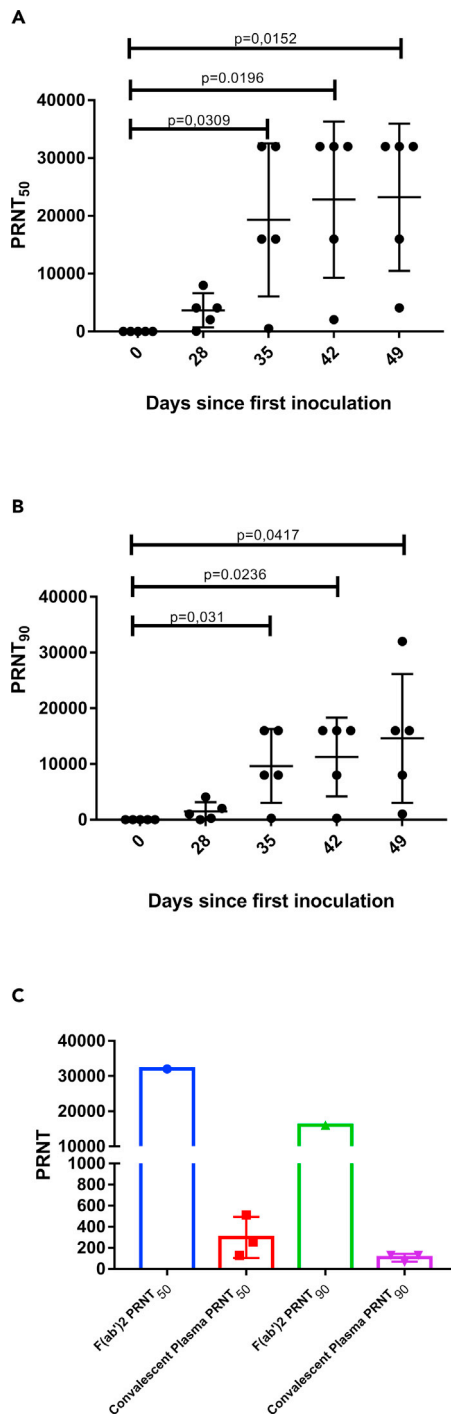 A
p=0,0152
p=0.0196
p=0,0309
40000
30000
20000
10000
0
PRNT50
0 28 35 42 49
Days since first inoculation
B
p=0,0417
p=0.0236
p=0,031
40000
30000
20000
10000
0
PRNT90
0 28 35 42 49
Days since first inoculation
C
40000
30000
20000
10000
1000
800
600
400
200
0
PRNT
F(ab')2 PRNT 50
Convalescent Plasma PRNT50
F(ab')2 PRNT 90
Convalescent Plasma PRNT 90